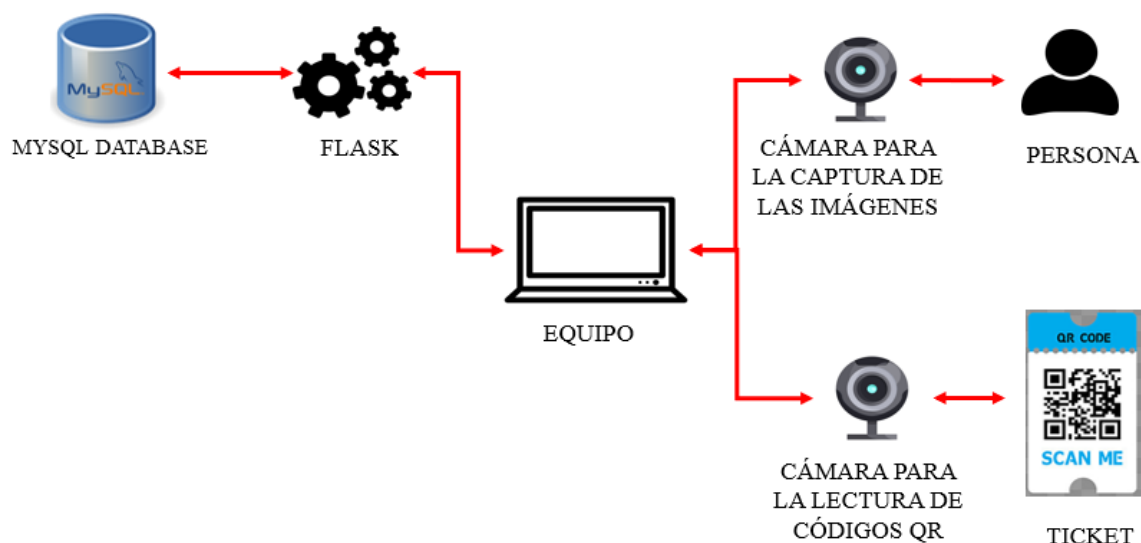 MySQL
MYSQL DATABASE
FLASK
EQUIPO
CÁMARA PARA
LA CAPTURA DE
LAS IMÁGENES
PERSONA
CÁMARA PARA
LA LECTURA DE
CÓDIGOS QR
QR CODE
SCAN ME
TICKET